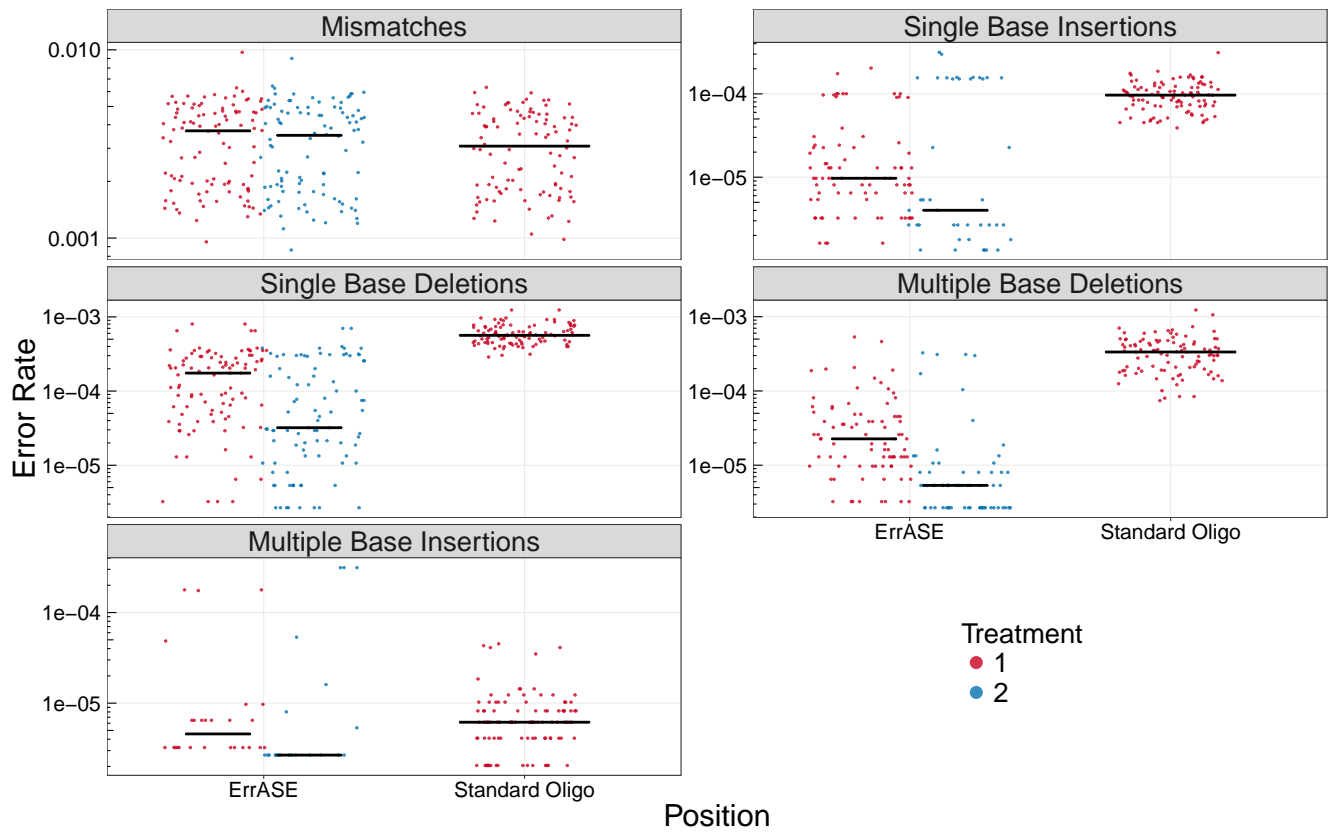 Mismatches
Single Base Insertions
0.010
0.001
1e−04
1e−05
Single Base Deletions
Multiple Base Deletions
1e−03
1e−04
1e−05
1e−03
1e−04
1e−05
Error Rate
ErrASE
Standard Oligo
Multiple Base Insertions
1e−04
1e−05
Treatment
1
2
ErrASE
Standard Oligo
Position